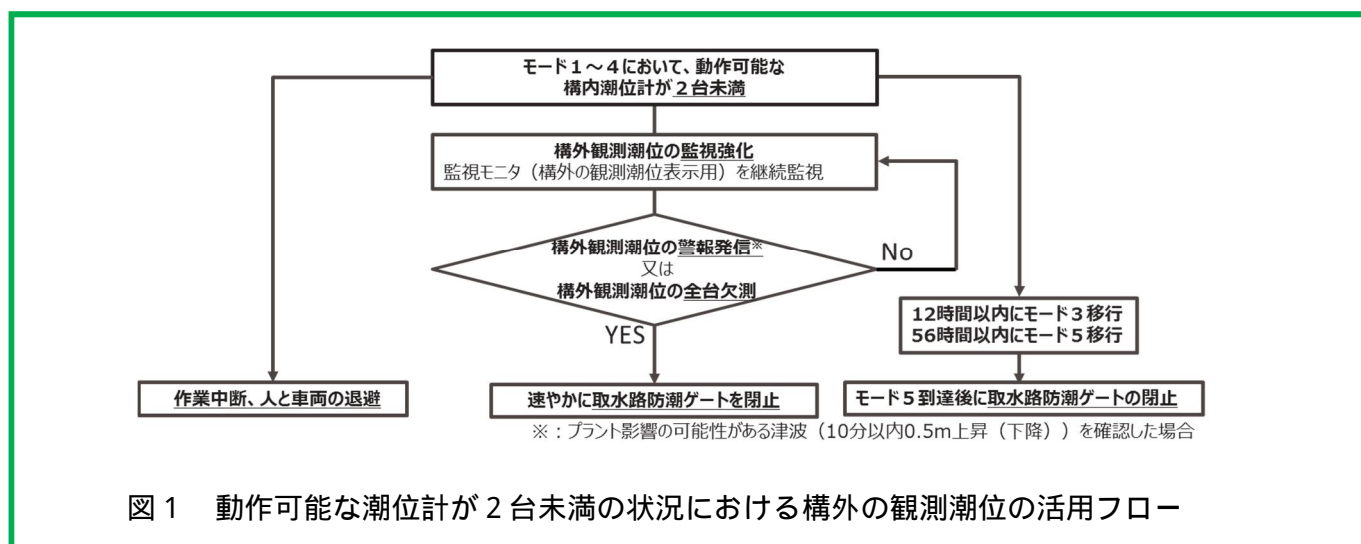 モード１～４において、動作可能な
構内潮位計が２台未満
構外観測潮位の監視強化
監視モニタ（構外の観測潮位表示用）を継続監視
構外観測潮位の警報発信※
又は
構外観測潮位の全台欠測
No
YES
12時間以内にモード３移行
56時間以内にモード５移行
作業中断、人と車両の退避
速やかに取水路防潮ゲートを閉止
モード５到達後に取水路防潮ゲートの閉止
※：プラント影響の可能性がある津波（10分以内0.5m上昇（下降））を確認した場合
図１　動作可能な潮位計が２台未満の状況における構外の観測潮位の活用フロー